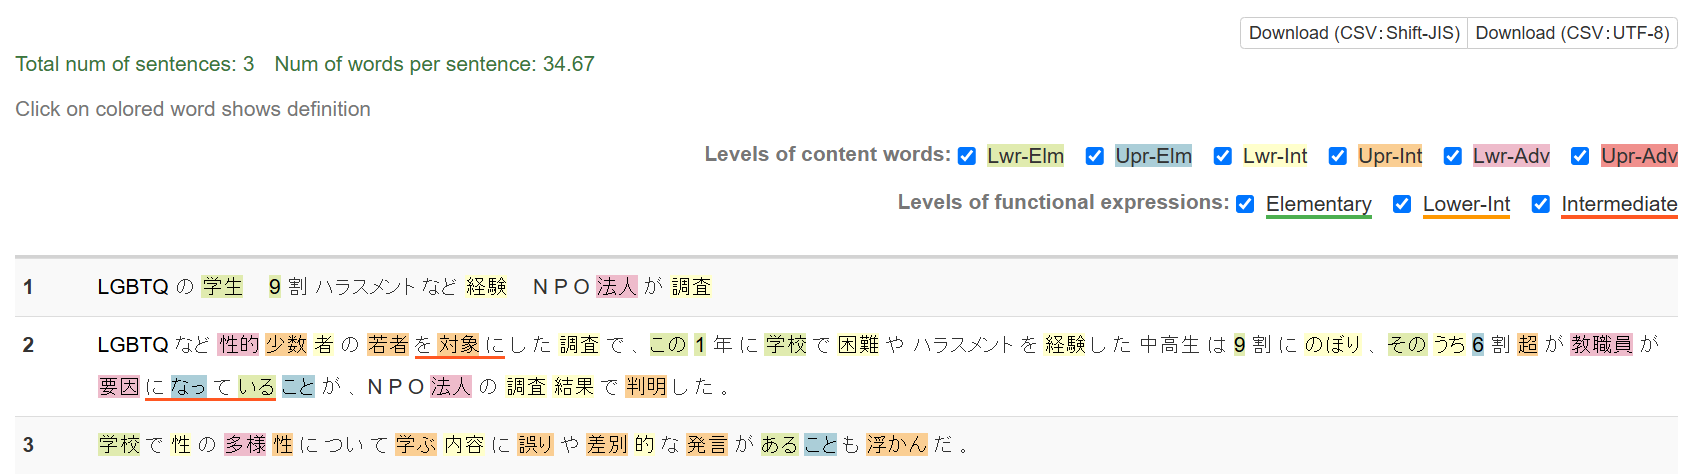 Download (CSV：Shift-JIS) Download (CSV：UTF-8)
Total num of sentences: 3 Num of words per sentence: 34.67
Click on colored word shows definition
Levels of content words: Lwr-Elm Upr-Elm Lwr-Int Upr-Int Lwr-Adv Upr-Adv
Levels of functional expressions: Elementary Lower-Int Intermediate
1 LGBTQ の 学生 9 割 ハラスメント など 経験 ＮＰＯ 法人 が 調査
2 LGBTQ など 性的 少数 者 の 若者 を 対象 に し た 調査 で 、 この 1 年 に 学校 で 困難 や ハラスメント を 経験 し た 中高生 は 9 割 に のぼり 、 その うち 6 割 超 が 教職員 が
要因 に なっ て いる こと が 、 ＮＰＯ 法人 の 調査 結果 で 判明 し た 。
3 学校 で 性 の 多様 性 に つい て 学ぶ 内容 に 誤り や 差別 的 な 発言 が ある こと も 浮かん だ 。